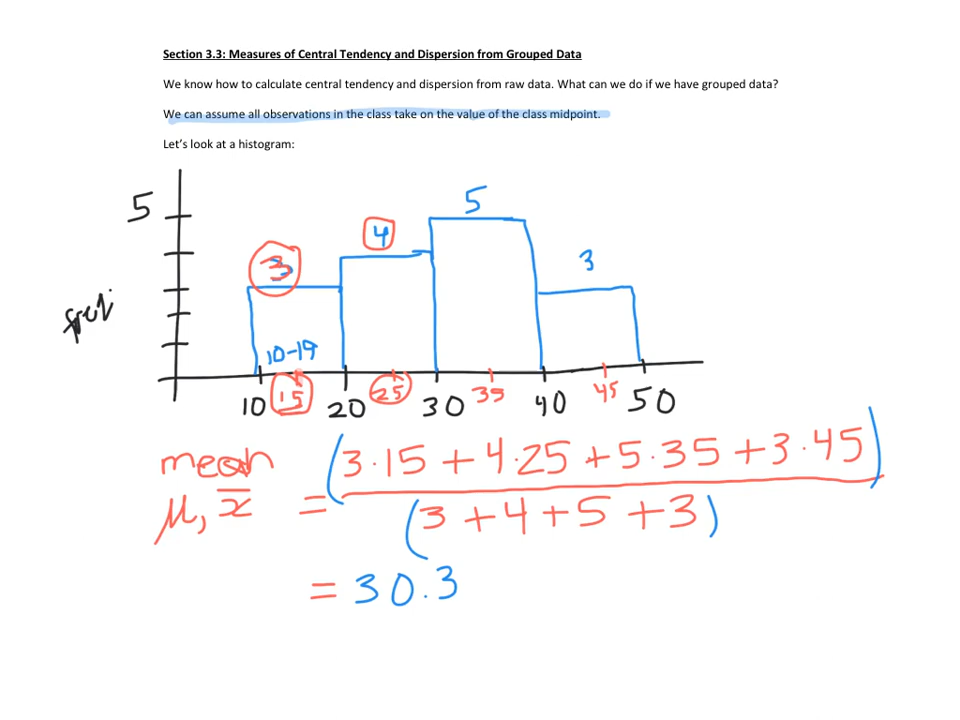 Section 3.3: Measures of Central Tendency and Dispersion from Grouped Data
We know how to calculate central tendency and dispersion from raw data. What can we do if we have grouped data?
We can assume all observations in the class take on the value of the class midpoint.
Let's look at a histogram:
5
5
4
3
3
10-19
10 15 20 25 30 35 40 45 50
mean (3·15 + 4·25 + 5·35 + 3·45)
μ, x̅ = (3 + 4 + 5 + 3)
= 30.3